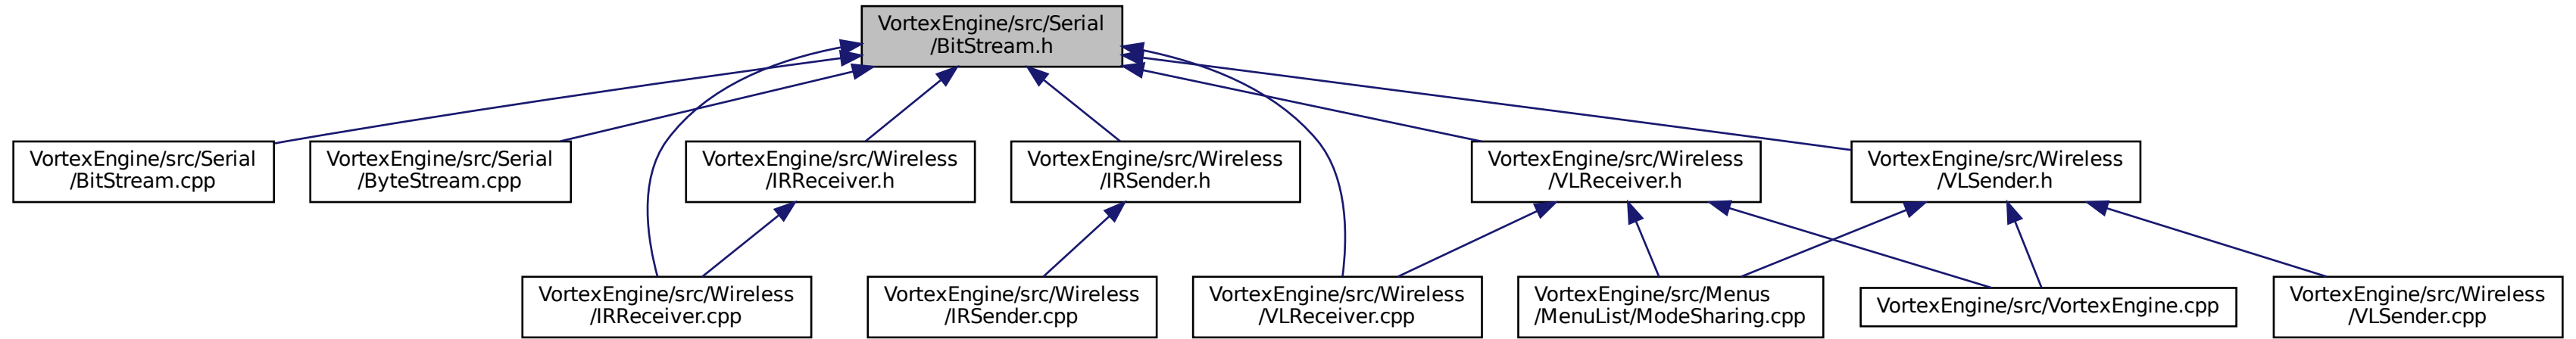 VortexEngine/src/Serial
/BitStream.h
VortexEngine/src/Serial
/BitStream.cpp
VortexEngine/src/Serial
/ByteStream.cpp
VortexEngine/src/Wireless
/IRReceiver.h
VortexEngine/src/Wireless
/IRSender.h
VortexEngine/src/Wireless
/VLReceiver.h
VortexEngine/src/Wireless
/VLSender.h
VortexEngine/src/Wireless
/IRReceiver.cpp
VortexEngine/src/Wireless
/IRSender.cpp
VortexEngine/src/Wireless
/VLReceiver.cpp
VortexEngine/src/Menus
/MenuList/ModeSharing.cpp
VortexEngine/src/VortexEngine.cpp
VortexEngine/src/Wireless
/VLSender.cpp